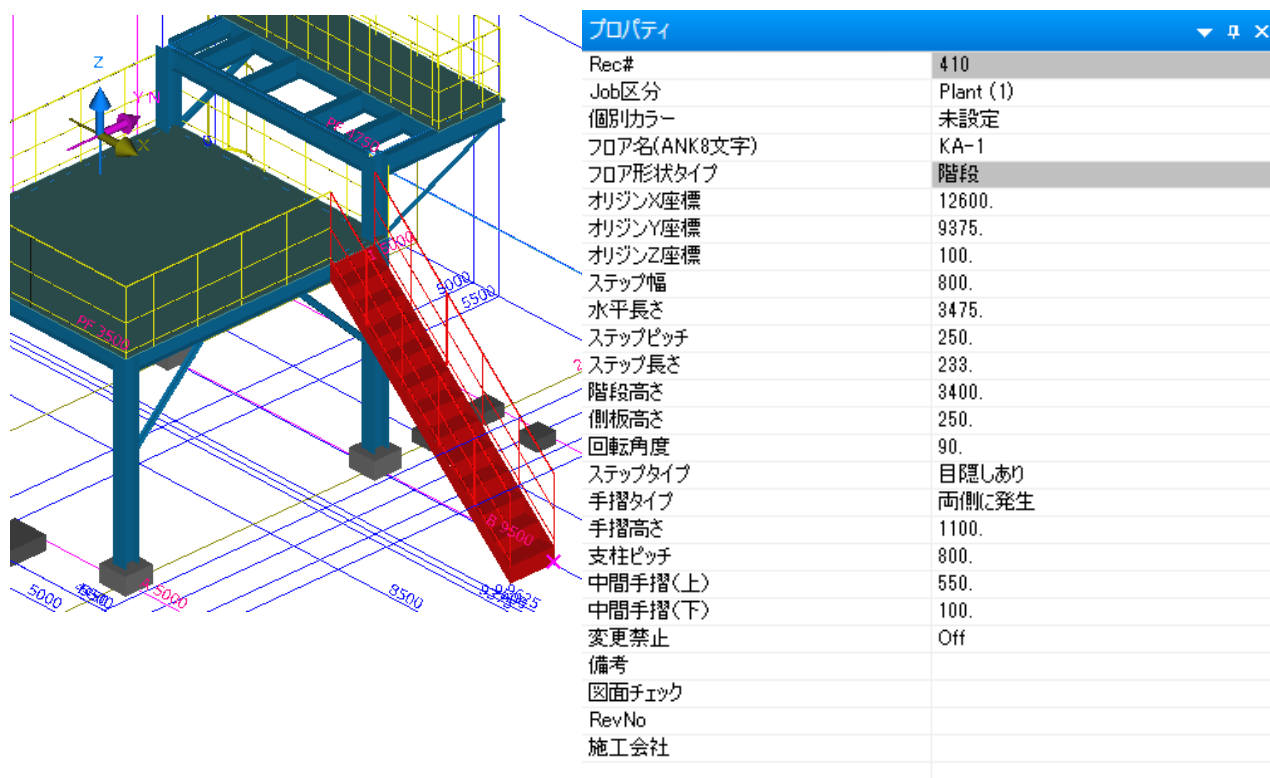 Z
Y N
X
PF 4750
5000
5000
5500
PF 3500
B 9500
5000
5000
8500
プロパティ
Rec# 410
Job区分 Plant (1)
個別カラー 未設定
フロア名(ANK8文字) KA-1
フロア形状タイプ 階段
オリジンX座標 12600.
オリジンY座標 9375.
オリジンZ座標 100.
ステップ幅 800.
水平長さ 3475.
ステップピッチ 250.
ステップ長さ 233.
階段高さ 3400.
側板高さ 250.
回転角度 90.
ステップタイプ 目隠しあり
手摺タイプ 両側に発生
手摺高さ 1100.
支柱ピッチ 800.
中間手摺(上) 550.
中間手摺(下) 100.
変更禁止 Off
備考
図面チェック
RevNo
施工会社